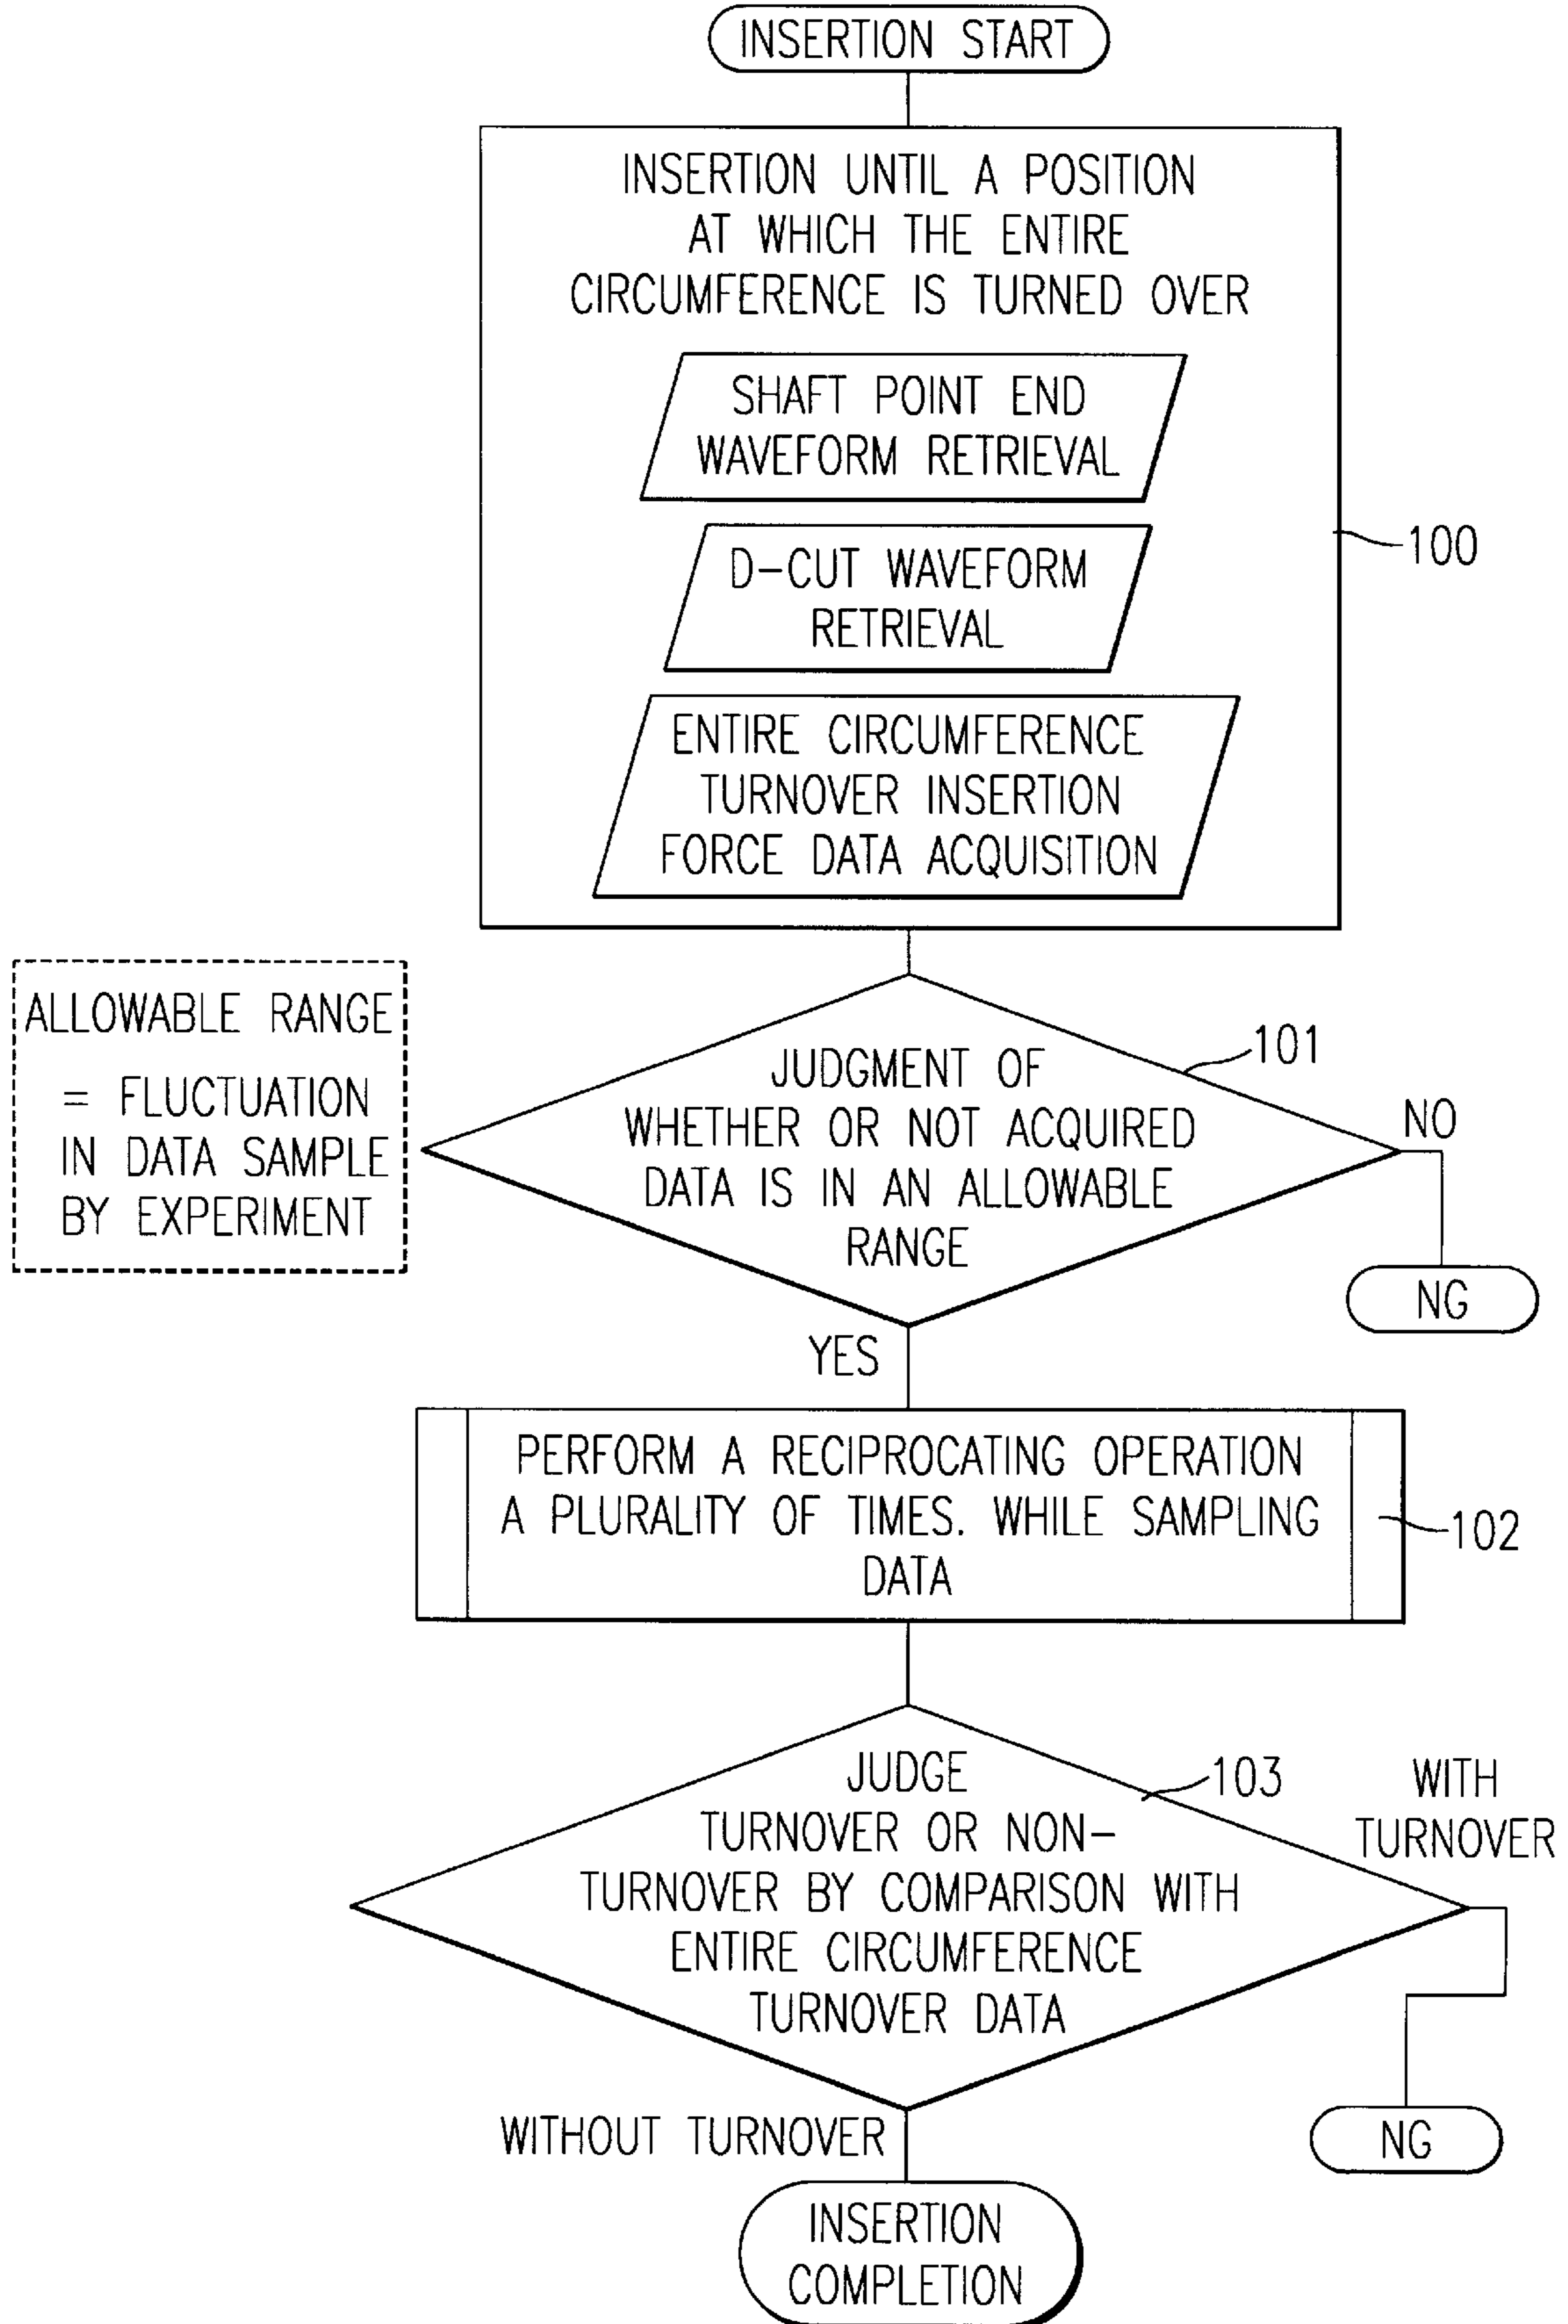 INSERTION START
INSERTION UNTIL A POSITION
AT WHICH THE ENTIRE
CIRCUMFERENCE IS TURNED OVER
SHAFT POINT END
WAVEFORM RETRIEVAL
D-CUT WAVEFORM
RETRIEVAL
100
ENTIRE CIRCUMFERENCE
TURNOVER INSERTION
FORCE DATA ACQUISITION
ALLOWABLE RANGE
= FLUCTUATION
IN DATA SAMPLE
BY EXPERIMENT
101
JUDGMENT OF
WHETHER OR NOT ACQUIRED
DATA IS IN AN ALLOWABLE
RANGE
NO
NG
YES
PERFORM A RECIPROCATING OPERATION
A PLURALITY OF TIMES. WHILE SAMPLING
DATA
102
JUDGE
TURNOVER OR NON-
TURNOVER BY COMPARISON WITH
ENTIRE CIRCUMFERENCE
TURNOVER DATA
103
WITH
TURNOVER
NG
WITHOUT TURNOVER
INSERTION
COMPLETION